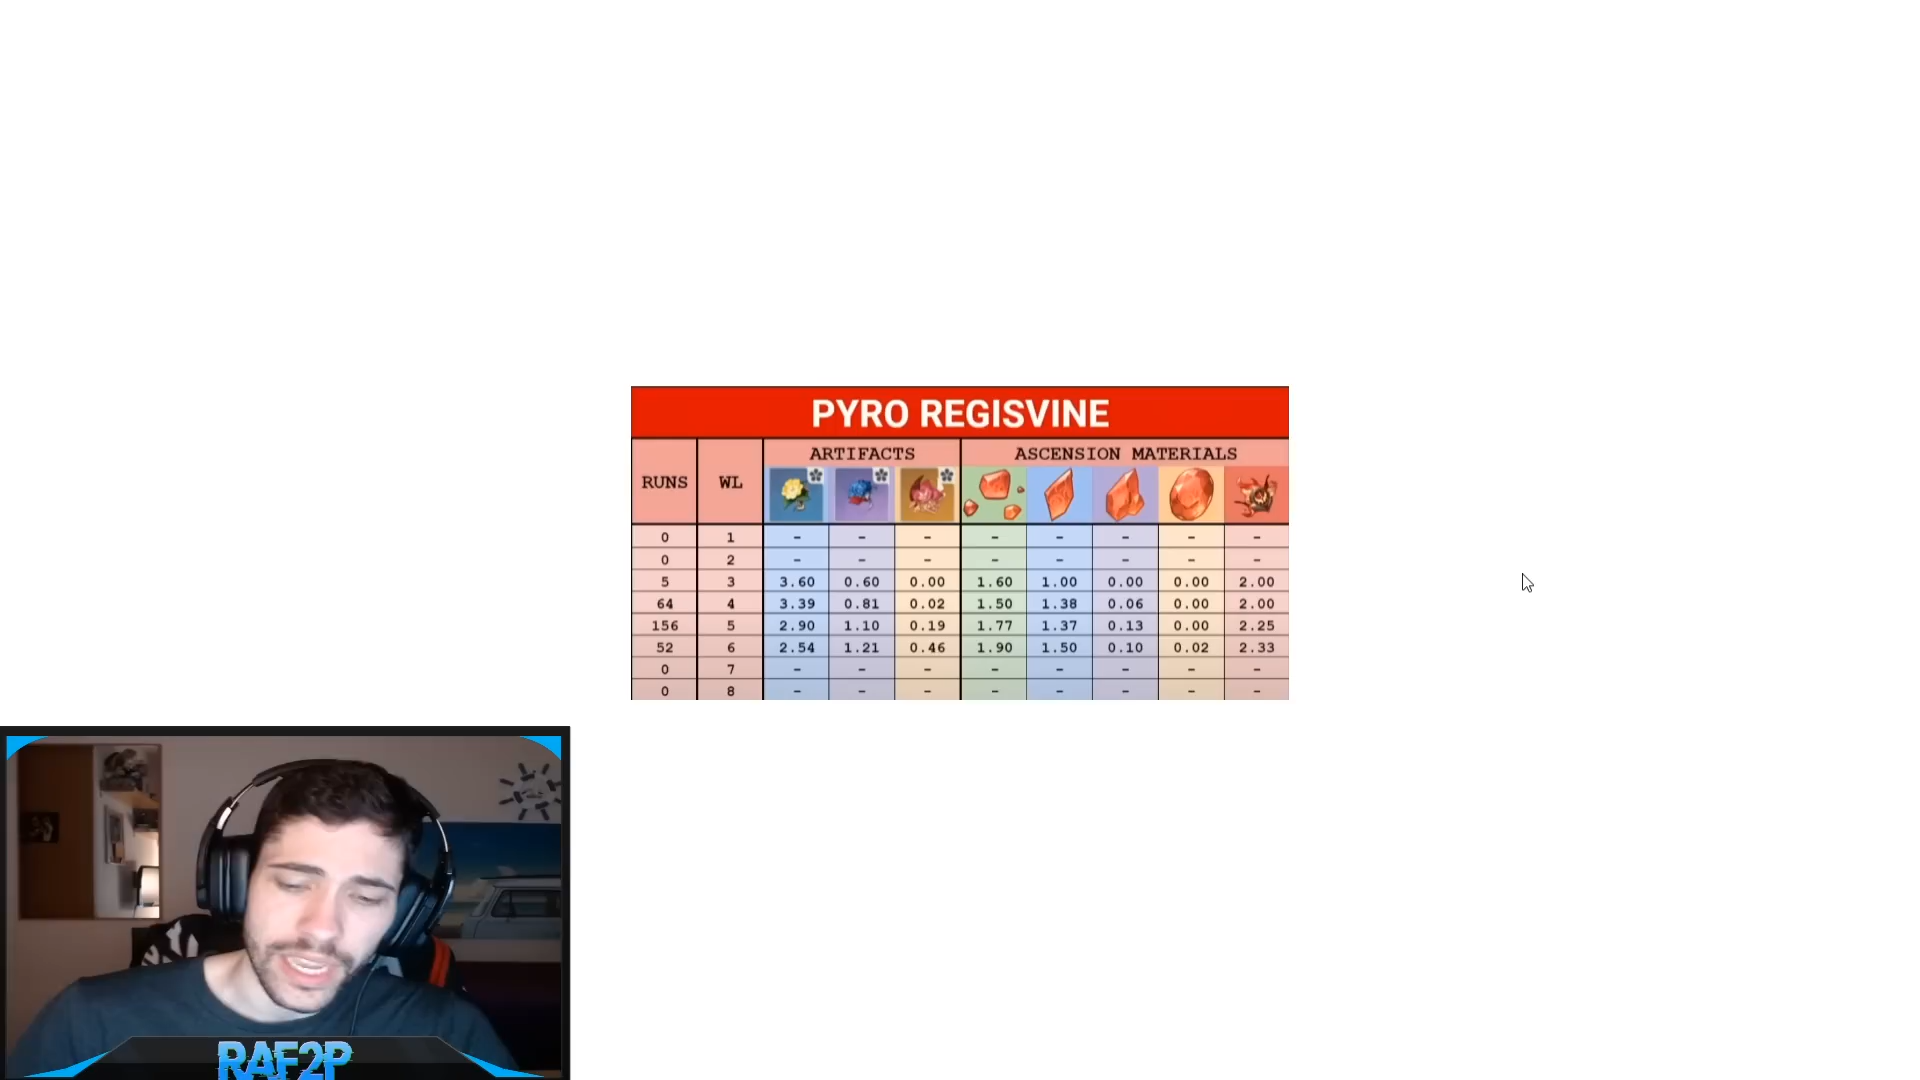 PYRO REGISVINE
ARTIFACTS ASCENSION MATERIALS
RUNS WL
0 1 - - - - - - - -
0 2 - - - - - - - -
5 3 3.60 0.60 0.00 1.60 1.00 0.00 0.00 2.00
64 4 3.39 0.81 0.02 1.50 1.38 0.06 0.00 2.00
156 5 2.90 1.10 0.19 1.77 1.37 0.13 0.00 2.25
52 6 2.54 1.21 0.46 1.90 1.50 0.10 0.02 2.33
0 7 - - - - - - - -
0 8 - - - - - - - -
RAF2P